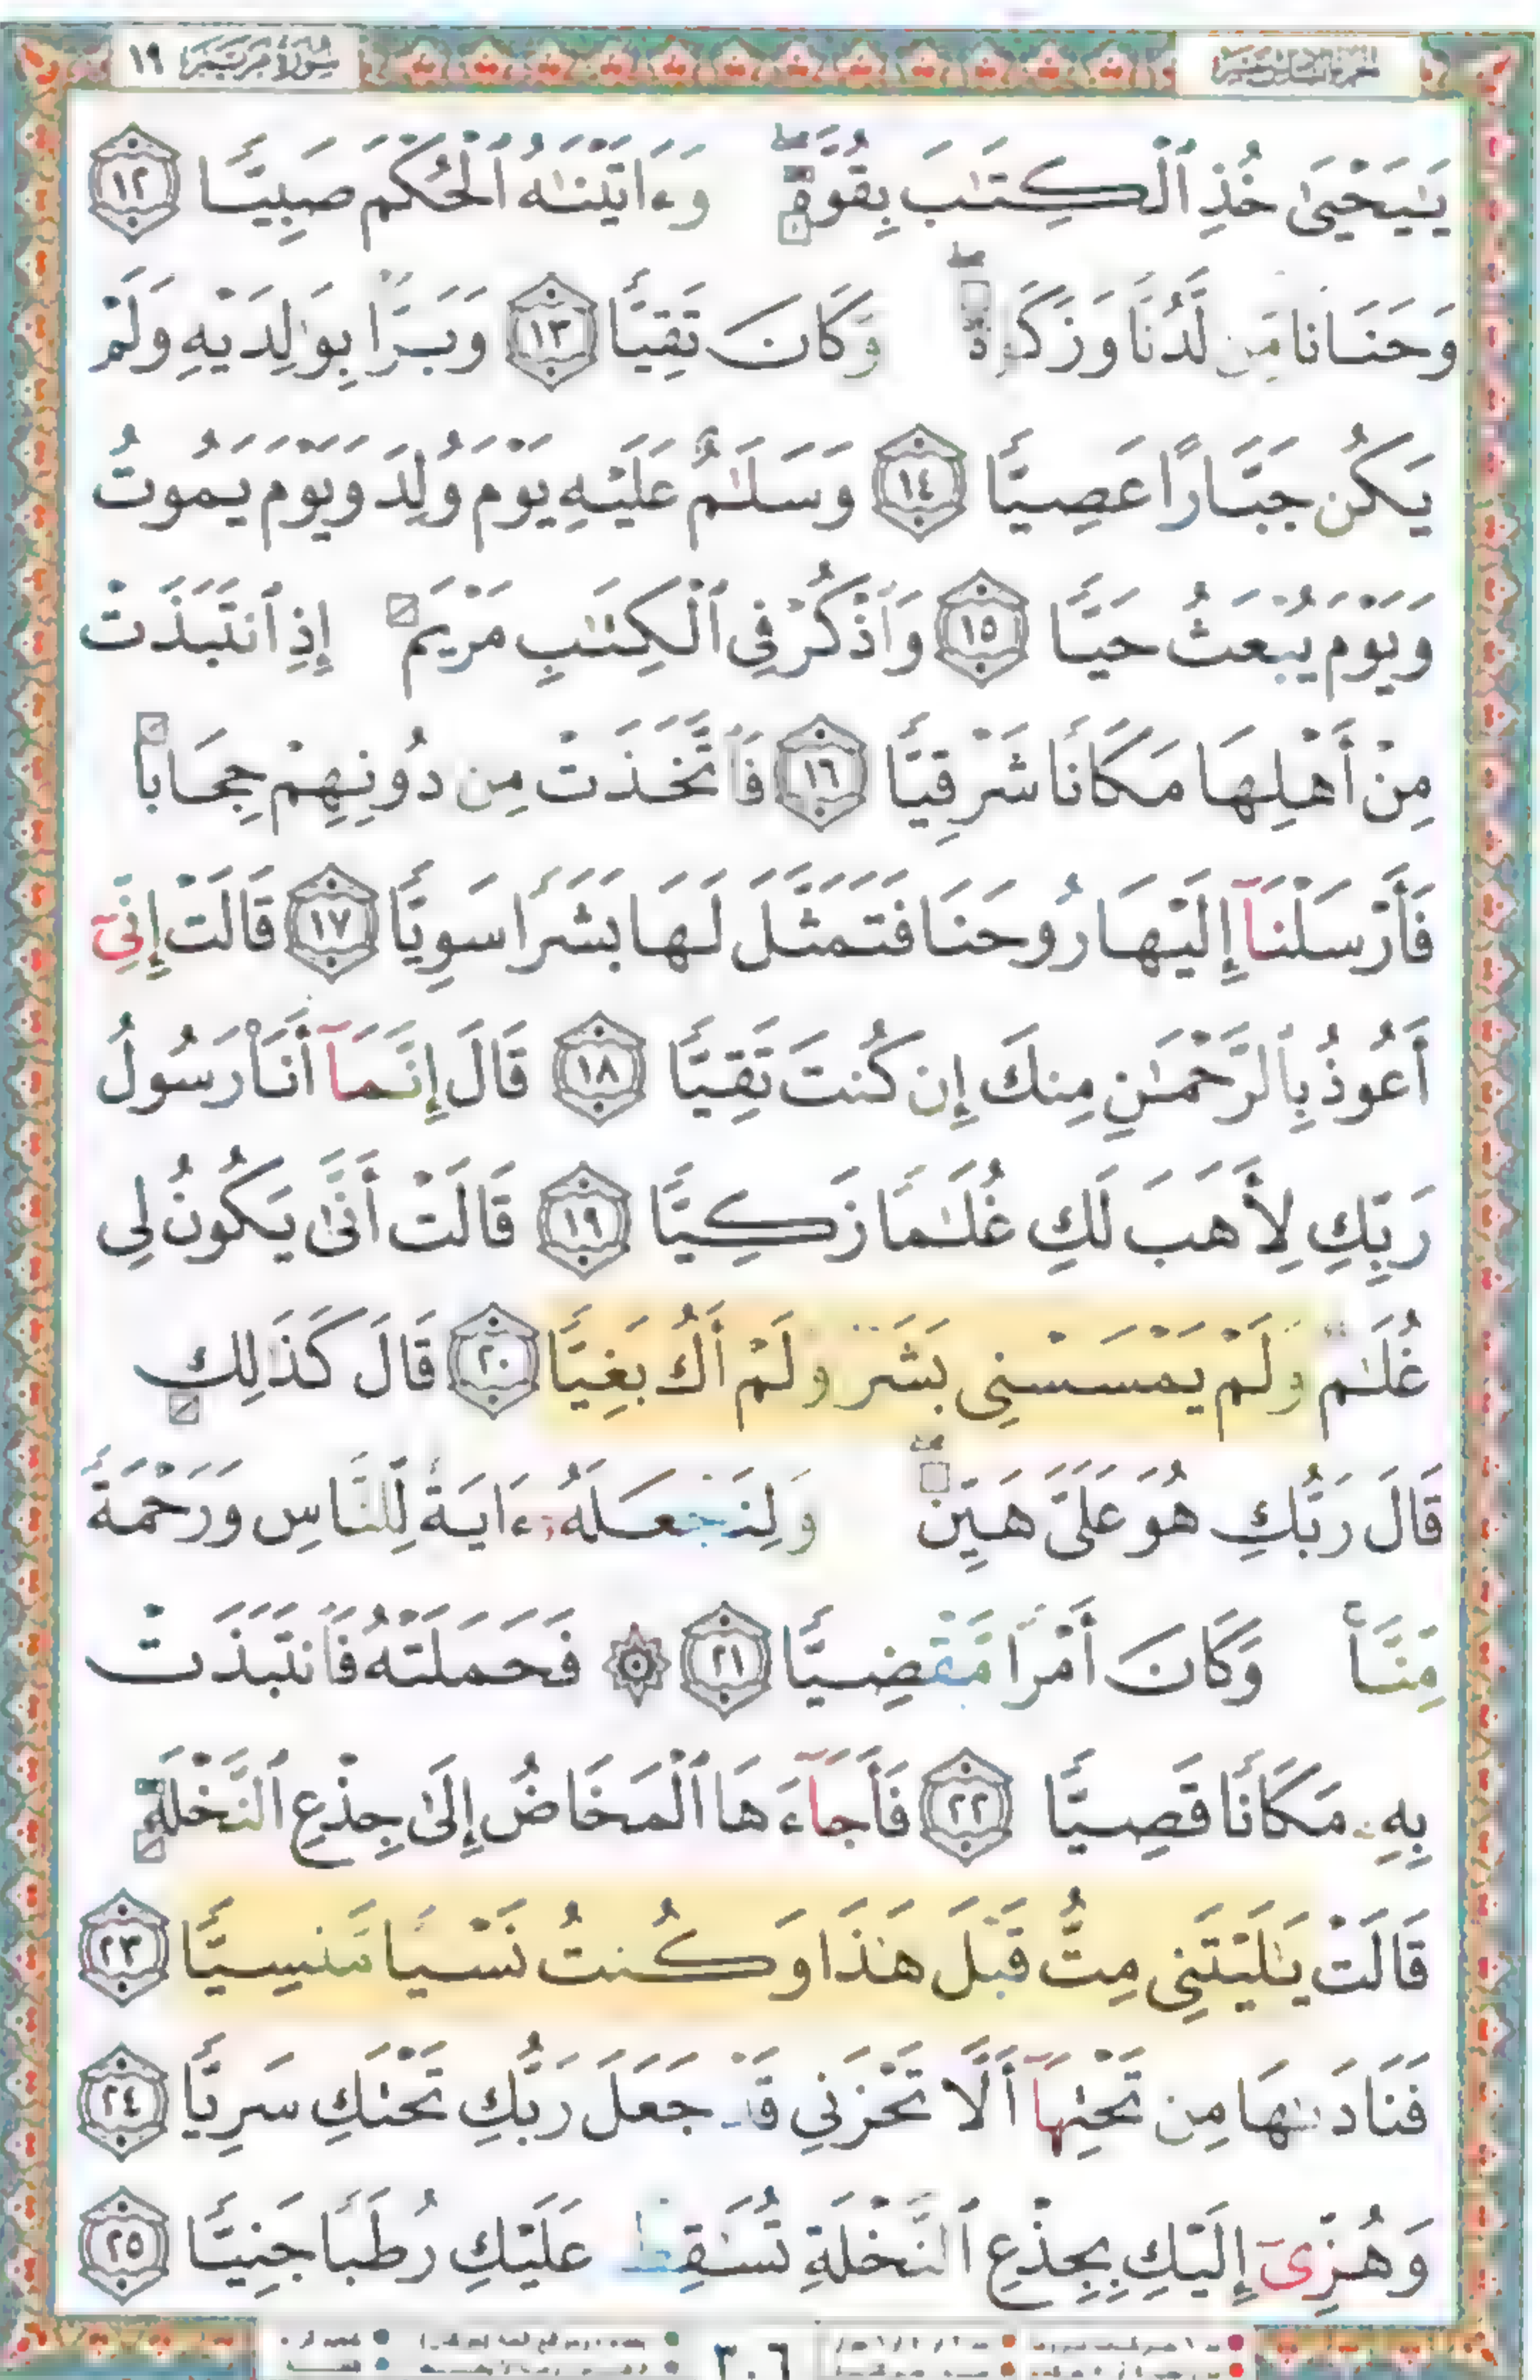 سُورَةُ مَرْيَمَ ١٩
يَٰيَحْيَىٰ خُذِ ٱلْكِتَٰبَ بِقُوَّةٍ وَءَاتَيْنَٰهُ ٱلْحُكْمَ صَبِيًّا ١٢
وَحَنَانًا مِّن لَّدُنَّا وَزَكَوٰةً وَكَانَ تَقِيًّا ١٣ وَبَرًّۢا بِوَٰلِدَيْهِ وَلَمْ
يَكُن جَبَّارًا عَصِيًّا ١٤ وَسَلَٰمٌ عَلَيْهِ يَوْمَ وُلِدَ وَيَوْمَ يَمُوتُ
وَيَوْمَ يُبْعَثُ حَيًّا ١٥ وَٱذْكُرْ فِى ٱلْكِتَٰبِ مَرْيَمَ إِذِ ٱنتَبَذَتْ
مِنْ أَهْلِهَا مَكَانًا شَرْقِيًّا ١٦ فَٱتَّخَذَتْ مِن دُونِهِمْ حِجَابًا
فَأَرْسَلْنَآ إِلَيْهَا رُوحَنَا فَتَمَثَّلَ لَهَا بَشَرًا سَوِيًّا ١٧ قَالَتْ إِنِّىٓ
أَعُوذُ بِٱلرَّحْمَٰنِ مِنكَ إِن كُنتَ تَقِيًّا ١٨ قَالَ إِنَّمَآ أَنَا۠ رَسُولُ
رَبِّكِ لِأَهَبَ لَكِ غُلَٰمًا زَكِيًّا ١٩ قَالَتْ أَنَّىٰ يَكُونُ لِى
غُلَٰمٌ وَلَمْ يَمْسَسْنِى بَشَرٌ وَلَمْ أَكُ بَغِيًّا ٢٠ قَالَ كَذَٰلِكِ
قَالَ رَبُّكِ هُوَ عَلَىَّ هَيِّنٌ وَلِنَجْعَلَهُۥٓ ءَايَةً لِّلنَّاسِ وَرَحْمَةً
مِّنَّا وَكَانَ أَمْرًا مَّقْضِيًّا ٢١ ۞ فَحَمَلَتْهُ فَٱنتَبَذَتْ
بِهِۦ مَكَانًا قَصِيًّا ٢٢ فَأَجَآءَهَا ٱلْمَخَاضُ إِلَىٰ جِذْعِ ٱلنَّخْلَةِ
قَالَتْ يَٰلَيْتَنِى مِتُّ قَبْلَ هَٰذَا وَكُنتُ نَسْيًا مَّنسِيًّا ٢٣
فَنَادَىٰهَا مِن تَحْتِهَآ أَلَّا تَحْزَنِى قَدْ جَعَلَ رَبُّكِ تَحْتَكِ سَرِيًّا ٢٤
وَهُزِّىٓ إِلَيْكِ بِجِذْعِ ٱلنَّخْلَةِ تُسَٰقِطْ عَلَيْكِ رُطَبًا جَنِيًّا ٢٥
٣٠٦